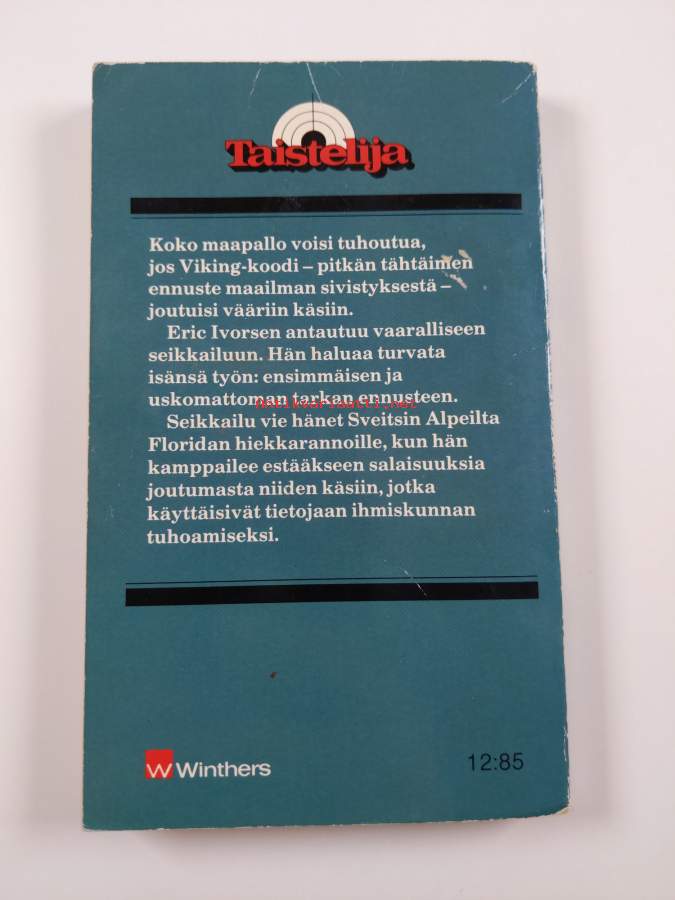 Taistelija
Koko maapallo voisi tuhoutua,
jos Viking-koodi – pitkän tähtäimen
ennuste maailman sivistyksestä –
joutuisi vääriin käsiin.
Eric Ivorsen antautuu vaaralliseen
seikkailuun. Hän haluaa turvata
isänsä työn: ensimmäisen ja
uskomattoman tarkan ennusteen.
Antikvariaatti.net
Seikkailu vie hänet Sveitsin Alpeilta
Floridan hiekkarannoille, kun hän
kamppailee estääkseen salaisuuksia
joutumasta niiden käsiin, jotka
käyttäisivät tietojaan ihmiskunnan
tuhoamiseksi.
W Winthers
12:85